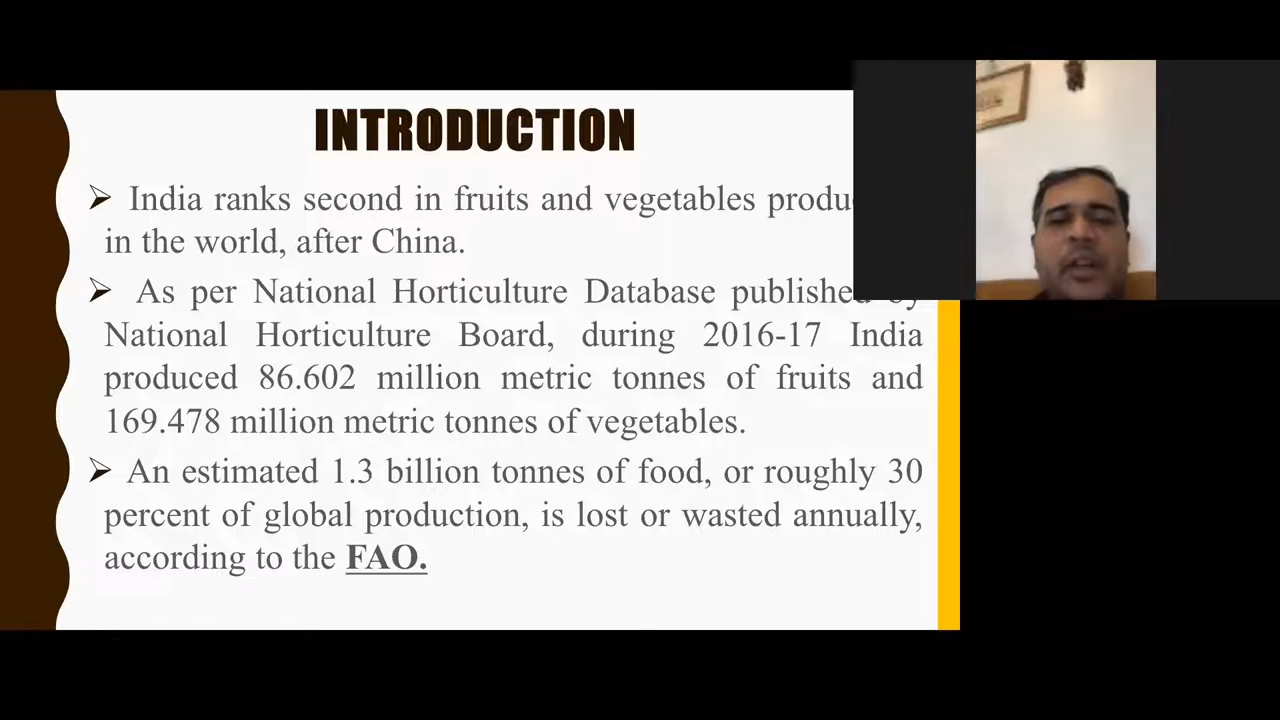 INTRODUCTION
➢ India ranks second in fruits and vegetables
in the world, after China.
➢ As per National Horticulture Database published by
National Horticulture Board, during 2016-17 India
produced 86.602 million metric tonnes of fruits and
169.478 million metric tonnes of vegetables.
➢ An estimated 1.3 billion tonnes of food, or roughly 30
percent of global production, is lost or wasted annually,
according to the FAO.